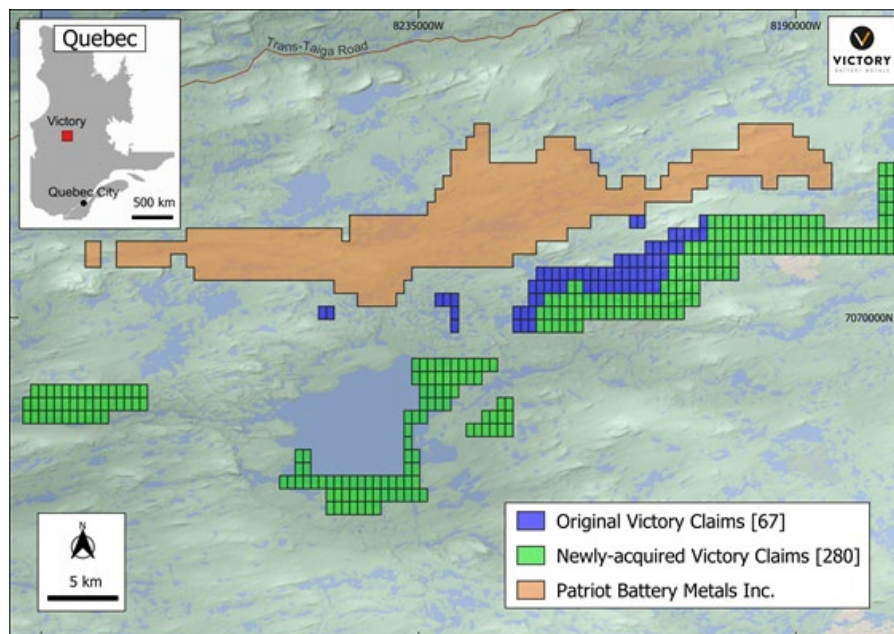 Quebec
Victory
Quebec City
500 km
Trans-Taiga Road
8235000W
8190000W
VICTORY
BATTERY METALS
7070000N
N
5 km
Original Victory Claims [67]
Newly-acquired Victory Claims [280]
Patriot Battery Metals Inc.